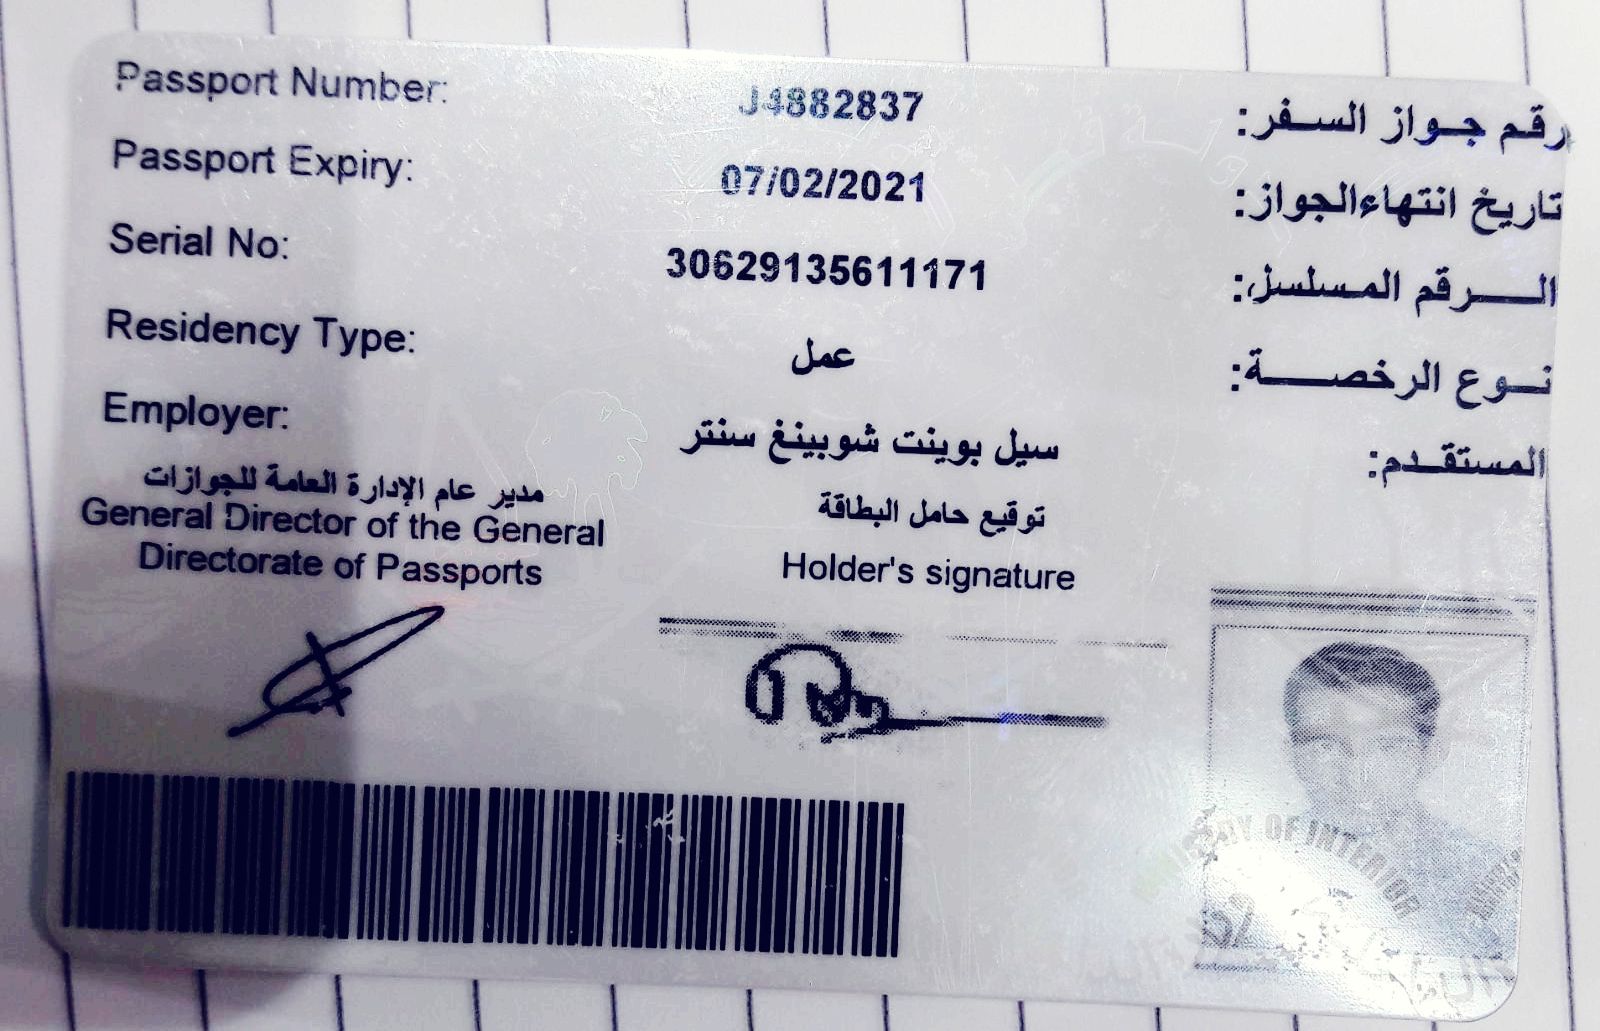 Passport Number: J4882837 رقم جواز السفر:
Passport Expiry: 07/02/2021 تاريخ انتهاءالجواز:
Serial No: 30629135611171 الرقم المسلسل:
Residency Type: عمل نوع الرخصة:
Employer: سيل بوينت شوبينغ سنتر المستقدم:
مدير عام الإدارة العامة للجوازات
General Director of the General
Directorate of Passports
توقيع حامل البطاقة
Holder's signature
MINISTRY OF INTERIOR